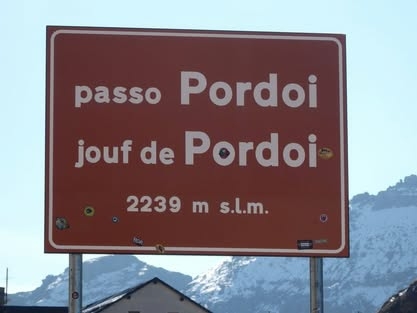 passo Pordoi
jouf de Pordoi
2239 m s.l.m.